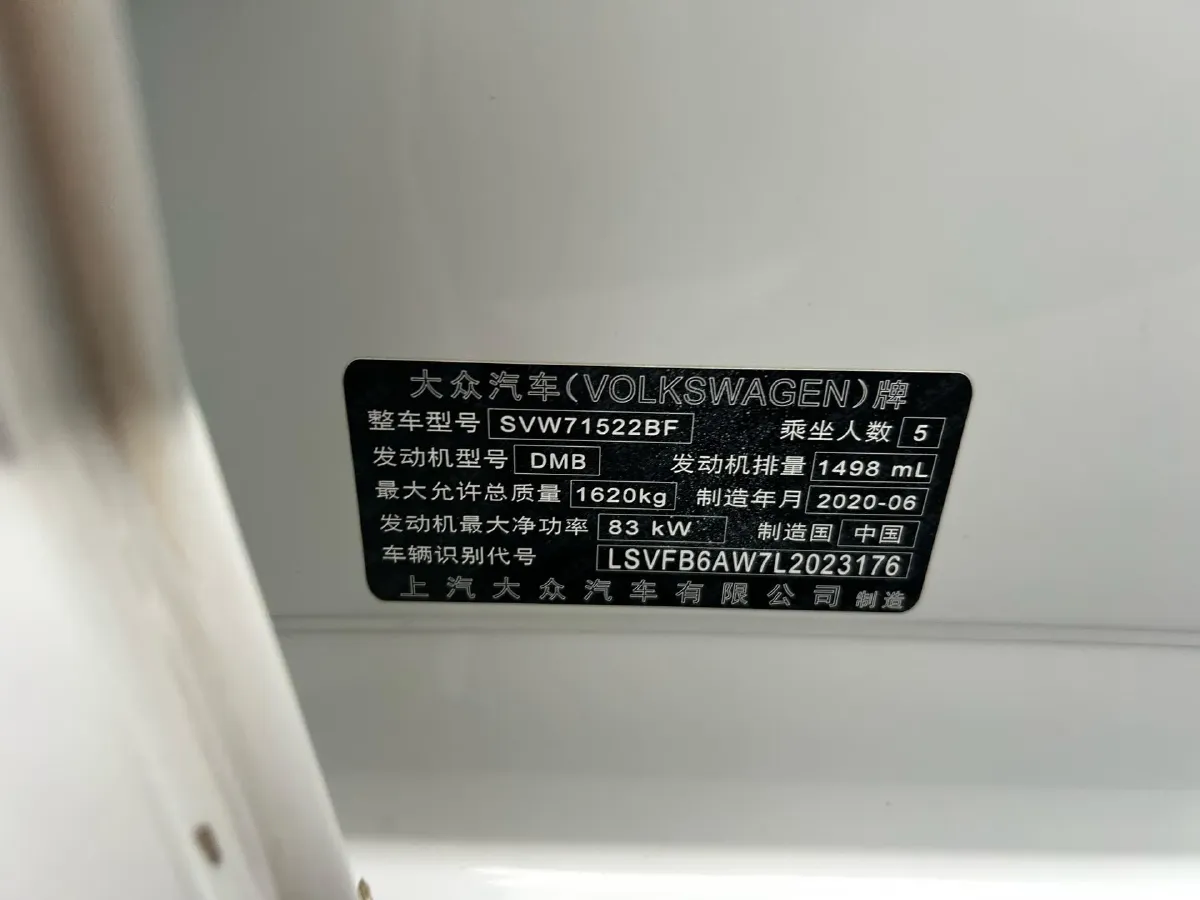 大众汽车(VOLKSWAGEN)牌
整车型号 SVW71522BF 乘坐人数 5
发动机型号 DMB 发动机排量 1498 mL
最大允许总质量 1620kg 制造年月 2020-06
发动机最大净功率 83 kW 制造国 中国
车辆识别代号 LSVFB6AW7L2023176
上汽大众汽车有限公司 制造